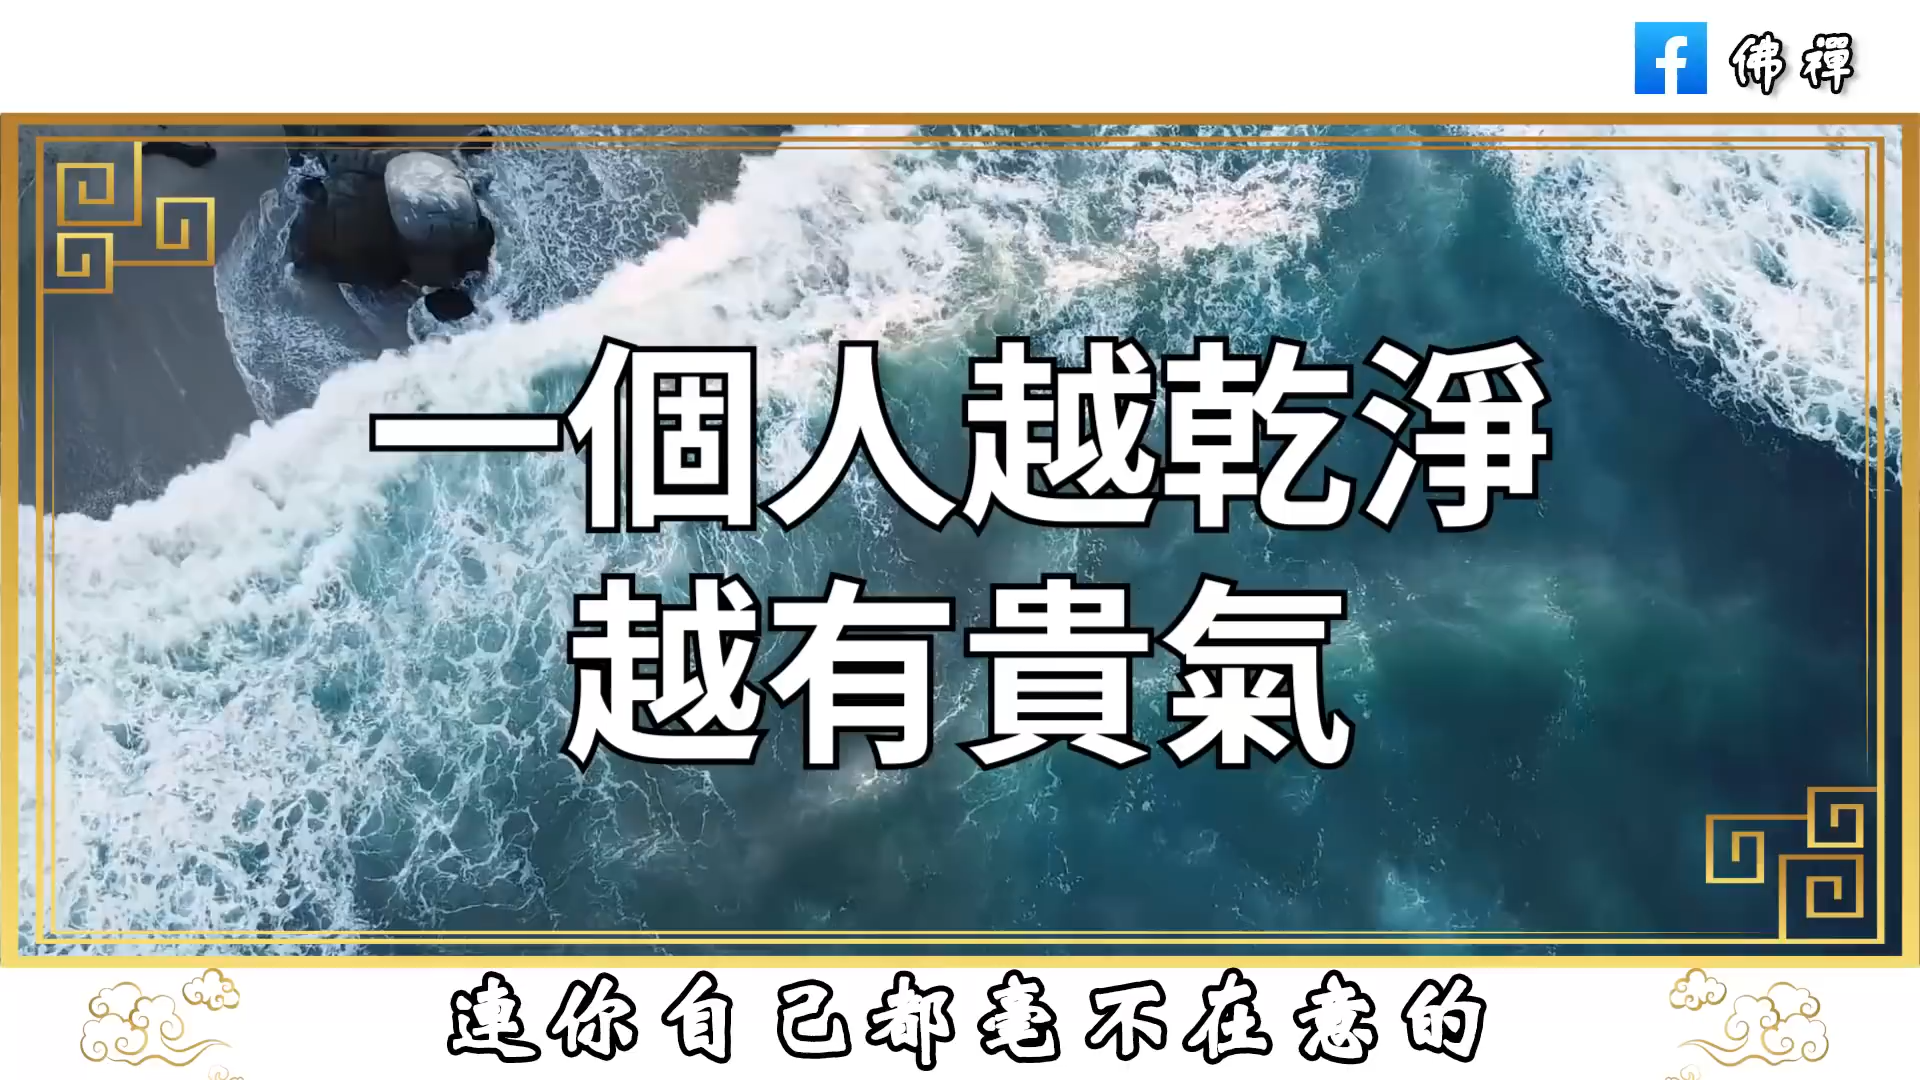 佛禪
一個人越乾淨
越有貴氣
連你自己都毫不在意的